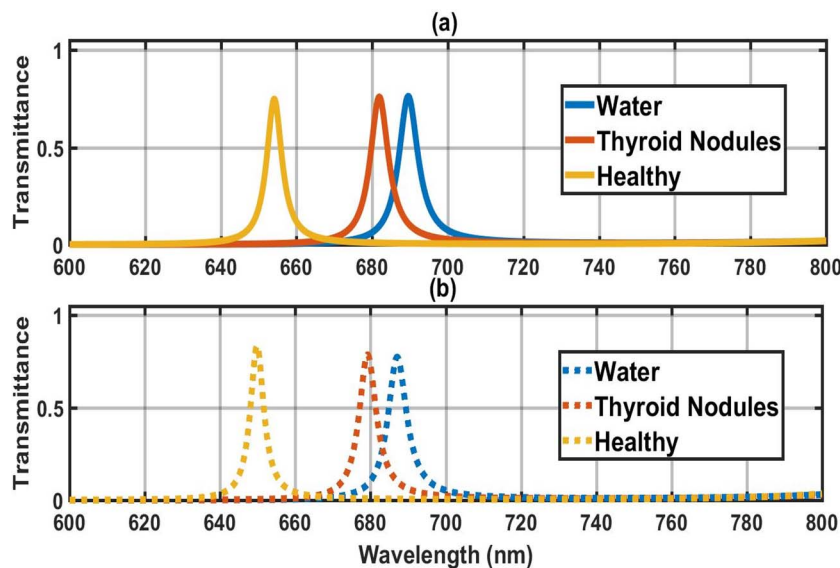 (a)
Transmittance
1
0.5
0
Water
Thyroid Nodules
Healthy
600 620 640 660 680 700 720 740 760 780 800
(b)
Transmittance
1
0.5
0
Water
Thyroid Nodules
Healthy
600 620 640 660 680 700 720 740 760 780 800
Wavelength (nm)